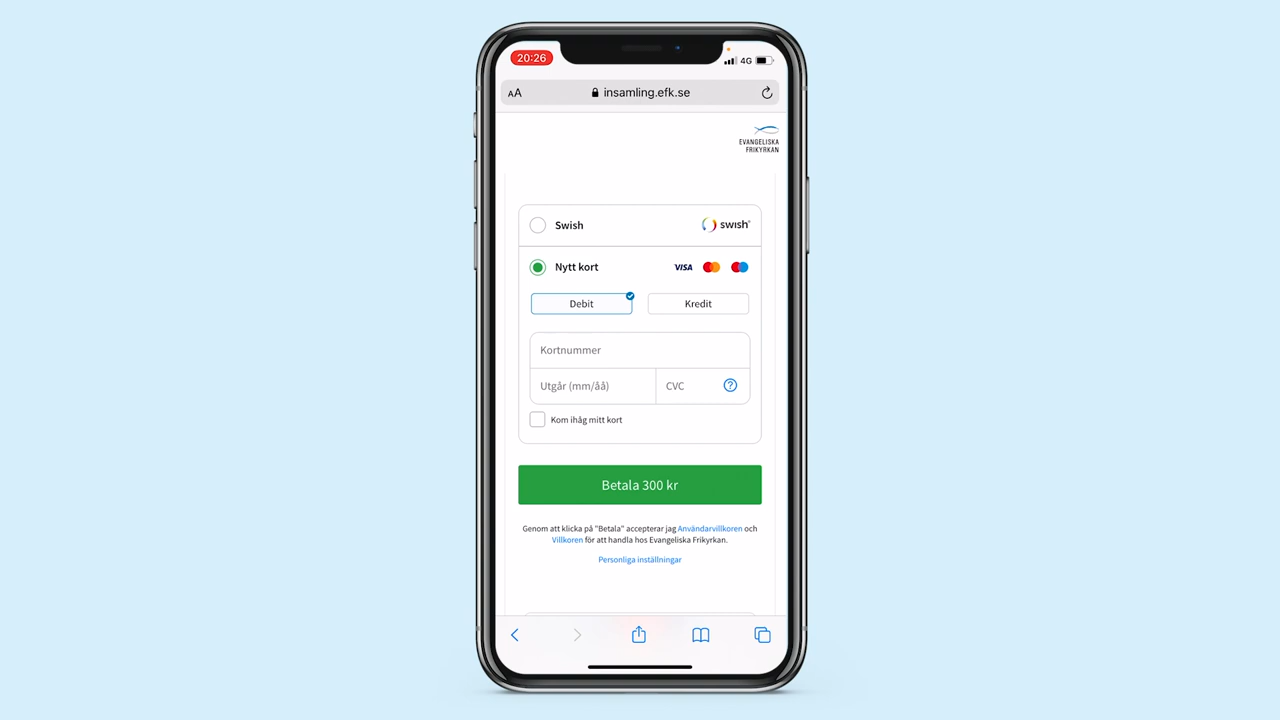 20:26
4G
AA
insamling.efk.se
EVANGELISKA
FRIKYRKAN
Swish
swish
Nytt kort
VISA
Debit
Kredit
Kortnummer
Utgår (mm/åå)
CVC
?
Kom ihåg mitt kort
Betala 300 kr
Genom att klicka på "Betala" accepterar jag Användarvillkoren och
Villkoren för att handla hos Evangeliska Frikyrkan.
Personliga inställningar